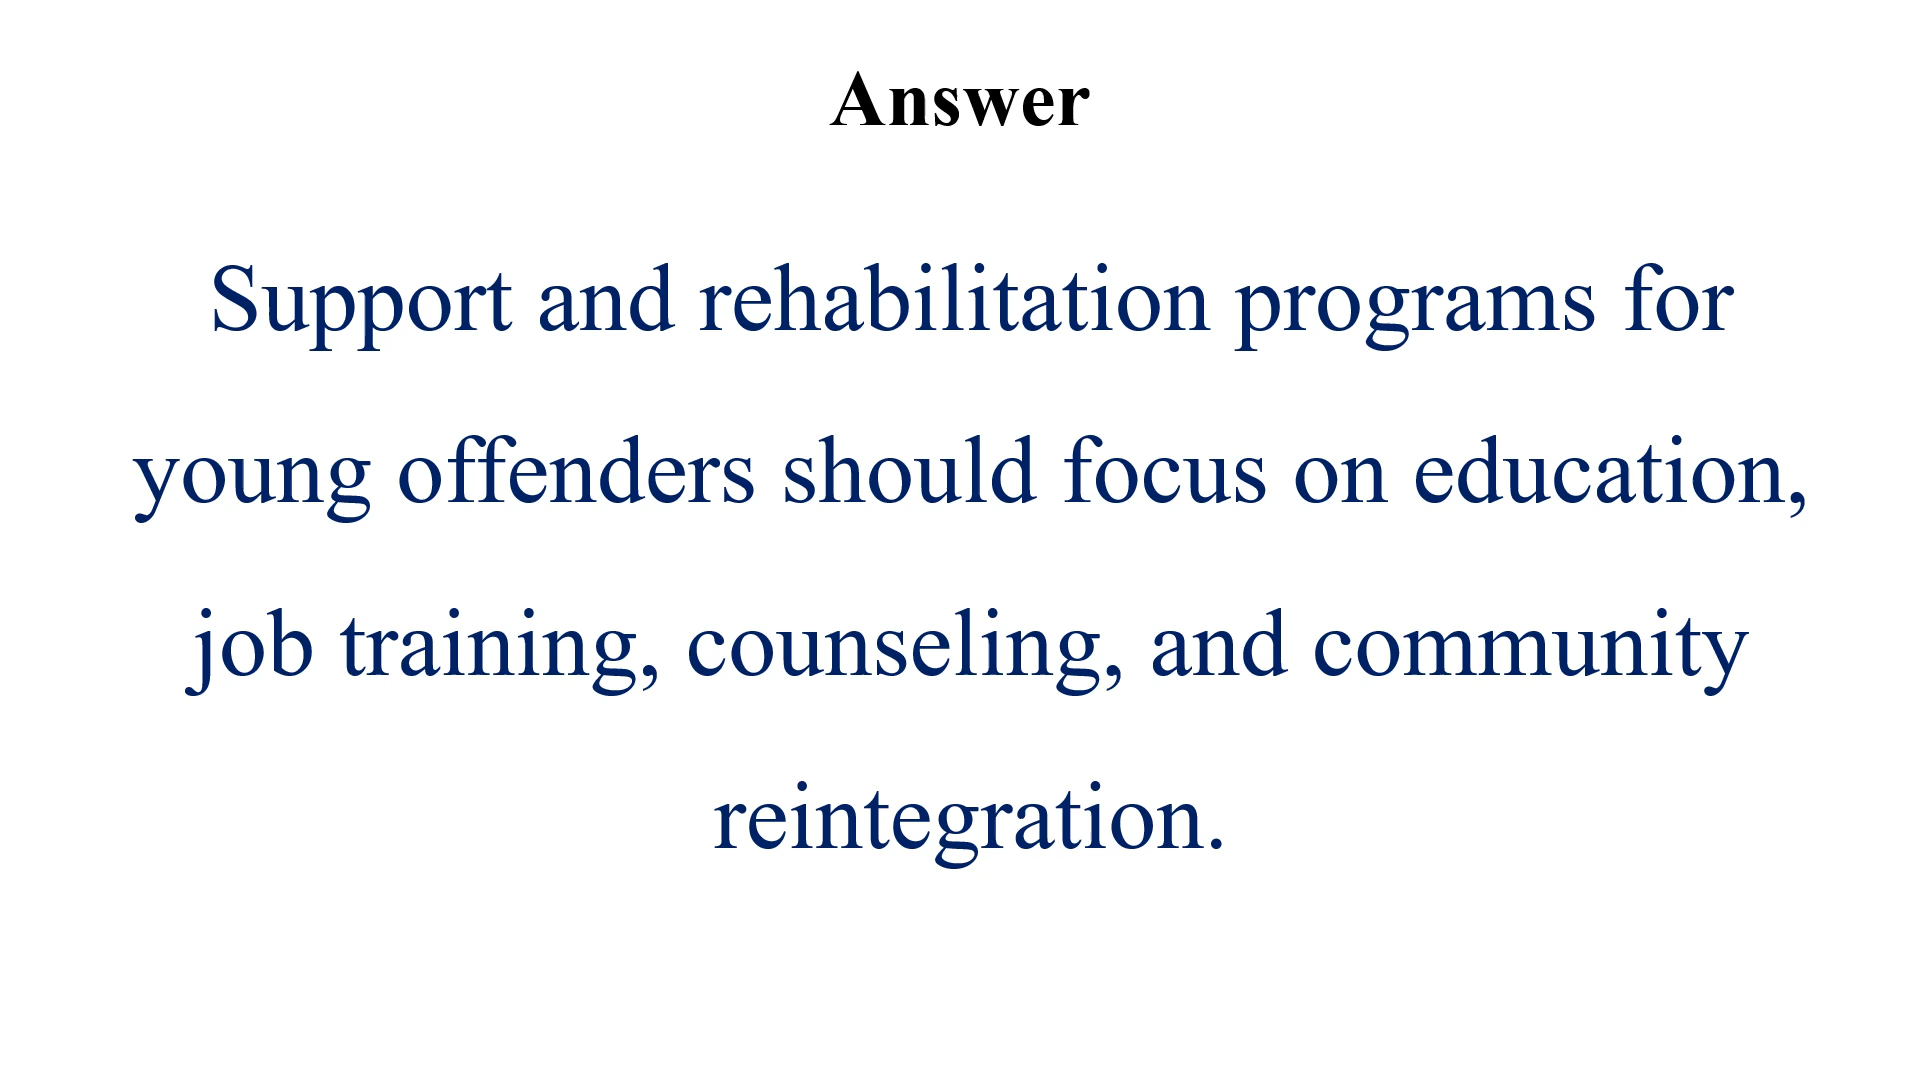 Answer
Support and rehabilitation programs for
young offenders should focus on education,
job training, counseling, and community
reintegration.